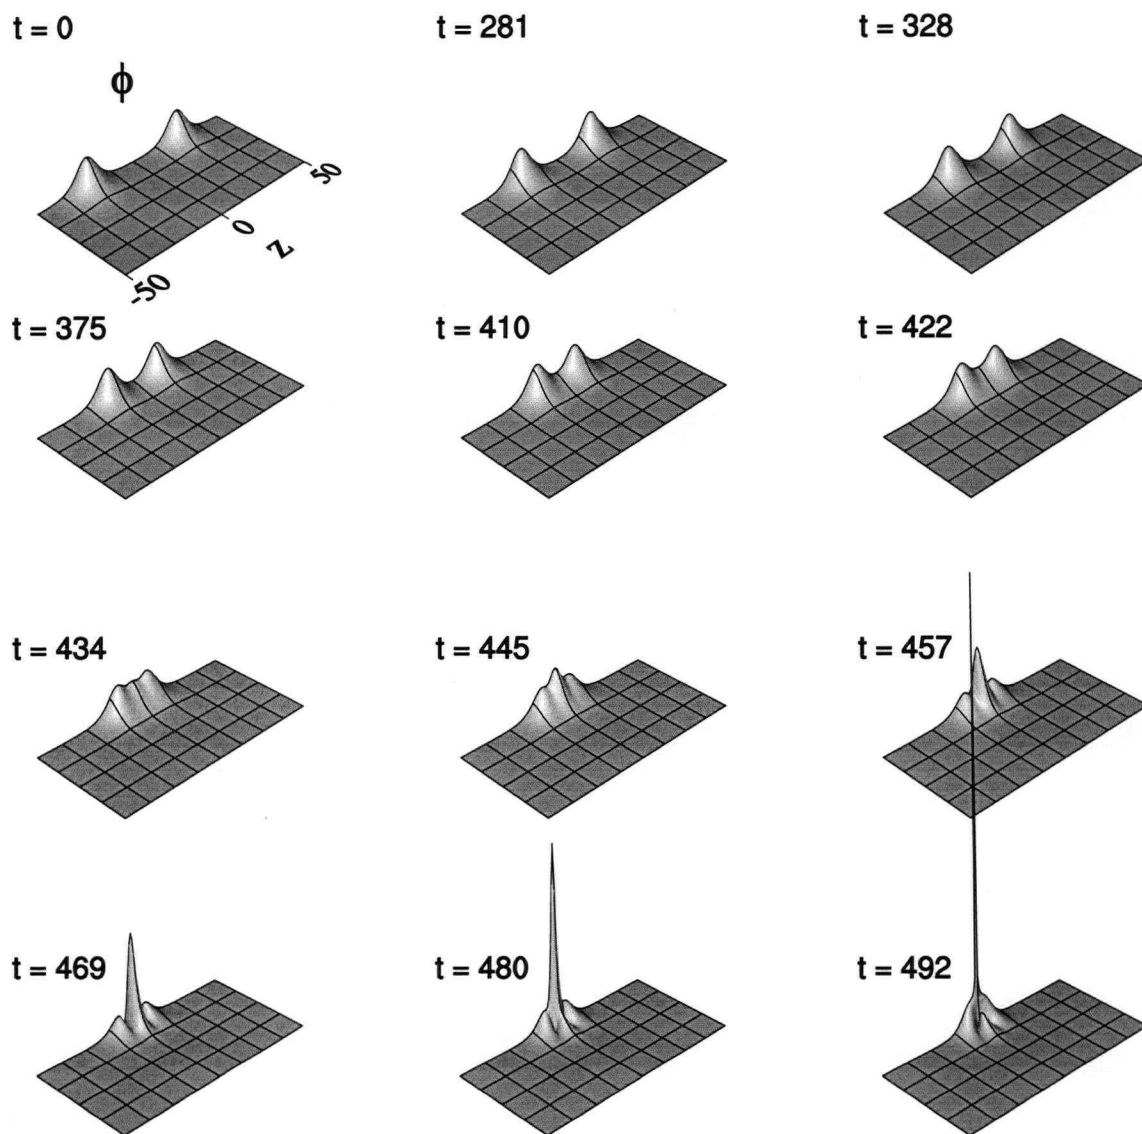 t = 0
t = 281
t = 328
ϕ
50
0
z
-50
t = 375
t = 410
t = 422
t = 434
t = 445
t = 457
t = 469
t = 480
t = 492